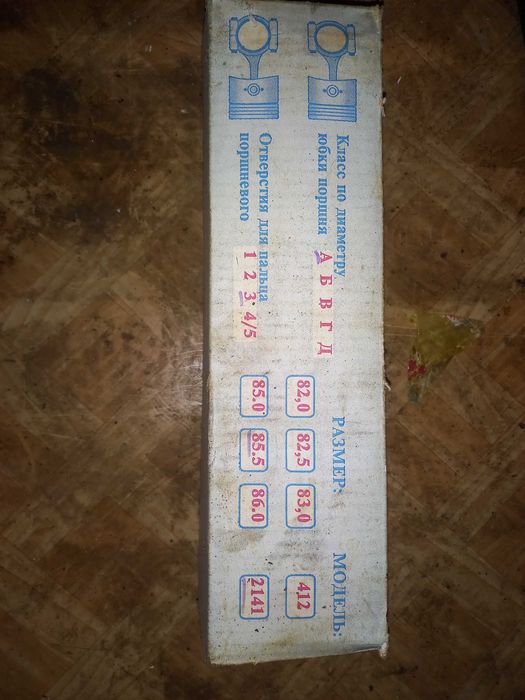 Класс по диаметру
юбки поршня А Б В Г Д
Отверстия для пальца
поршневого 1 2 3 4/5
РАЗМЕР:
82,0 82,5 83,0
85.0 85.5 86.0
МОДЕЛЬ:
412
2141